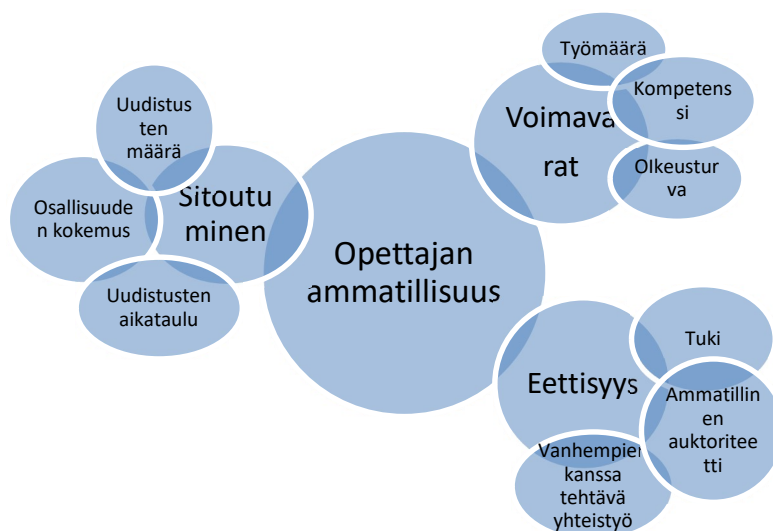 Työmäärä
Kompetens
si
Voimava
rat
Olkeustur
va
Uudistus
ten
määrä
Sitoutu
minen
Osallisuude
n kokemus
Uudistusten
aikataulu
Opettajan
ammatillisuus
Tuki
Eettisyys
Ammatillin
en
auktoritee
tti
Vanhempien
kanssa
tehtävä
yhteistyö